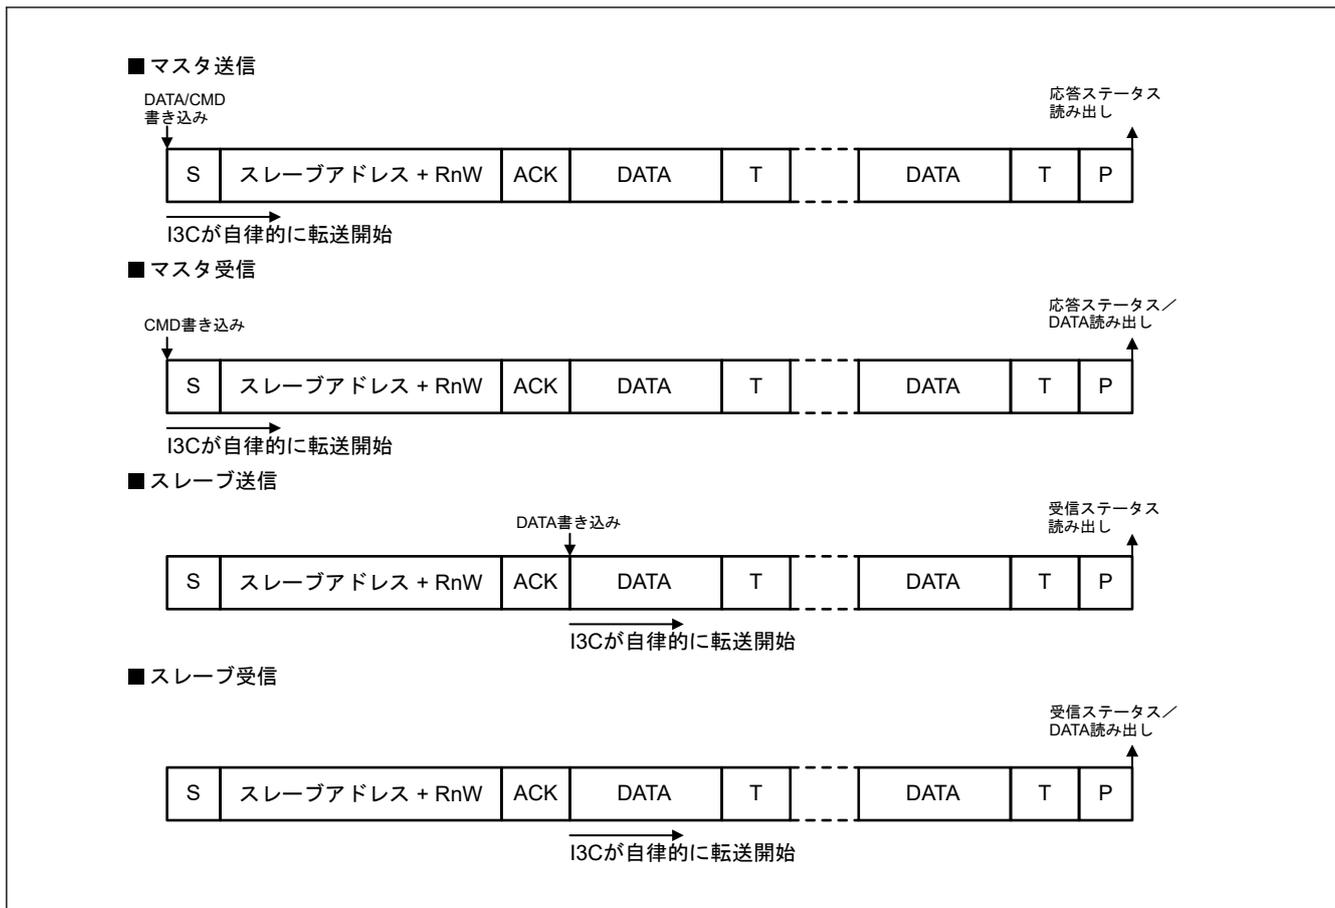 ■ マスタ送信
DATA/CMD
書き込み
応答ステータス
読み出し
S スレーブアドレス + RnW ACK DATA T DATA T P
I3Cが自律的に転送開始
■ マスタ受信
CMD書き込み
応答ステータス／
DATA読み出し
S スレーブアドレス + RnW ACK DATA T DATA T P
I3Cが自律的に転送開始
■ スレーブ送信
DATA書き込み
受信ステータス
読み出し
S スレーブアドレス + RnW ACK DATA T DATA T P
I3Cが自律的に転送開始
■ スレーブ受信
受信ステータス／
DATA読み出し
S スレーブアドレス + RnW ACK DATA T DATA T P
I3Cが自律的に転送開始